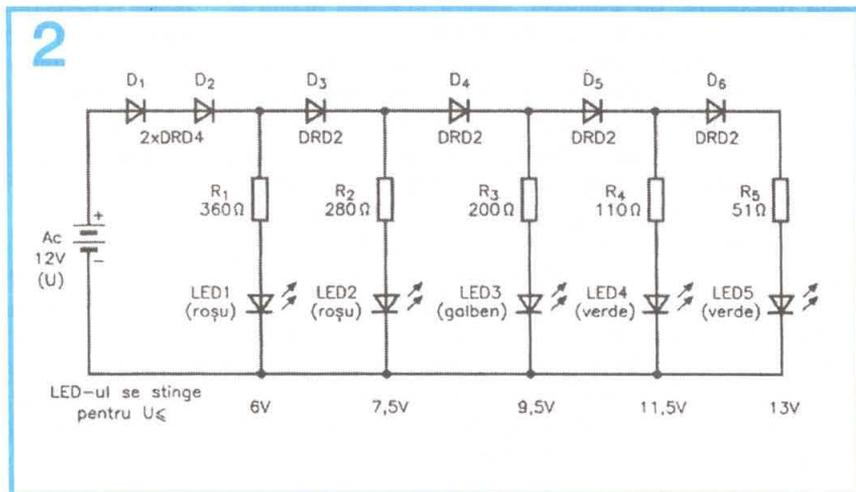 2
D1 D2 D3 D4 D5 D6
2xDRD4 DRD2 DRD2 DRD2 DRD2
R1 R2 R3 R4 R5
360Ω 280Ω 200Ω 110Ω 51Ω
+
Ac
12V
(U)
−
LED1 LED2 LED3 LED4 LED5
(roșu) (roșu) (galben) (verde) (verde)
LED-ul se stinge
pentru U⩽ 6V 7,5V 9,5V 11,5V 13V